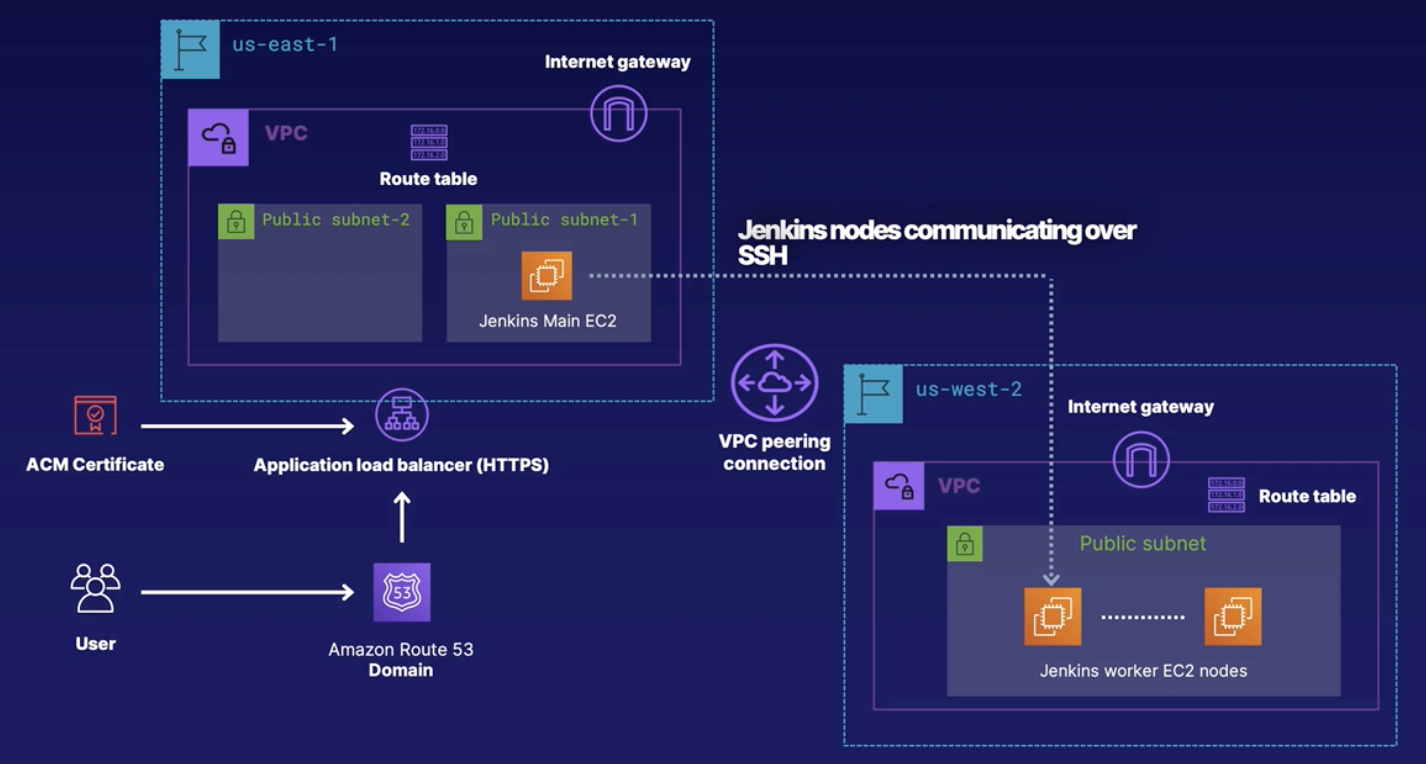 us-east-1
Internet gateway
VPC
172.16.0.0
172.16.1.0
172.16.2.0
Route table
Public subnet-2
Public subnet-1
Jenkins Main EC2
Jenkins nodes communicating over
SSH
ACM Certificate
Application load balancer (HTTPS)
VPC peering
connection
User
53
Amazon Route 53
Domain
us-west-2
Internet gateway
VPC
172.16.0.0
172.16.1.0
172.16.2.0
Route table
Public subnet
Jenkins worker EC2 nodes